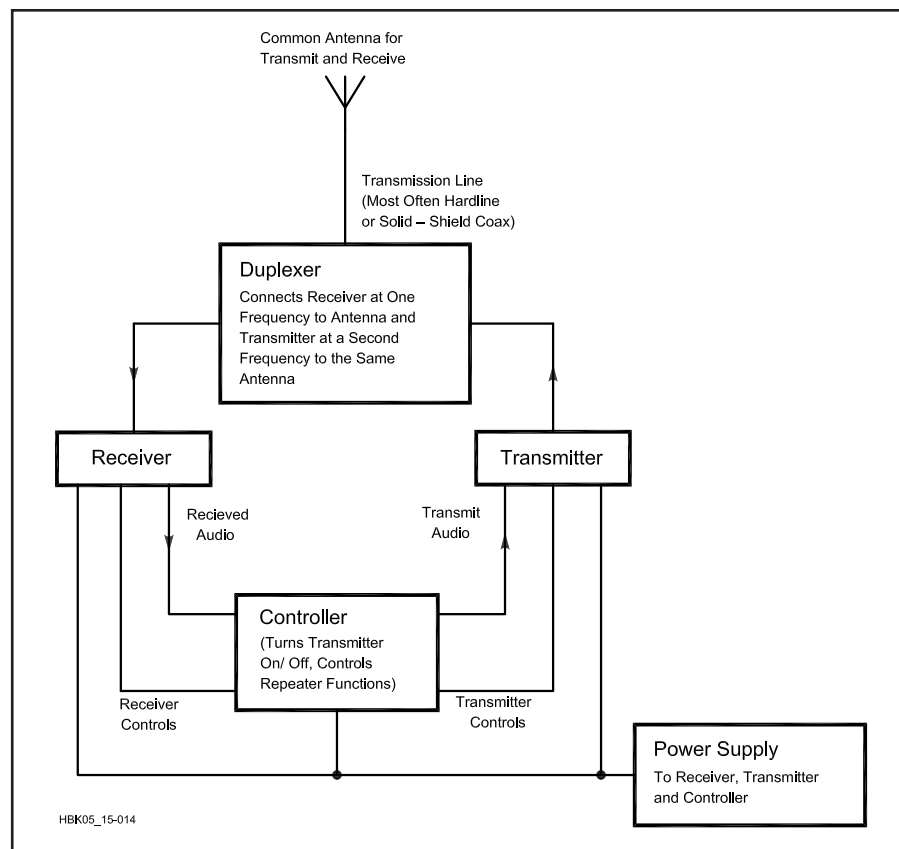 Common Antenna for
Transmit and Receive
Transmission Line
(Most Often Hardline
or Solid – Shield Coax)
Duplexer
Connects Receiver at One
Frequency to Antenna and
Transmitter at a Second
Frequency to the Same
Antenna
Receiver
Transmitter
Recieved
Audio
Transmit
Audio
Controller
(Turns Transmitter
On/ Off, Controls
Repeater Functions)
Receiver
Controls
Transmitter
Controls
Power Supply
To Receiver, Transmitter
and Controller
HBK05_15-014